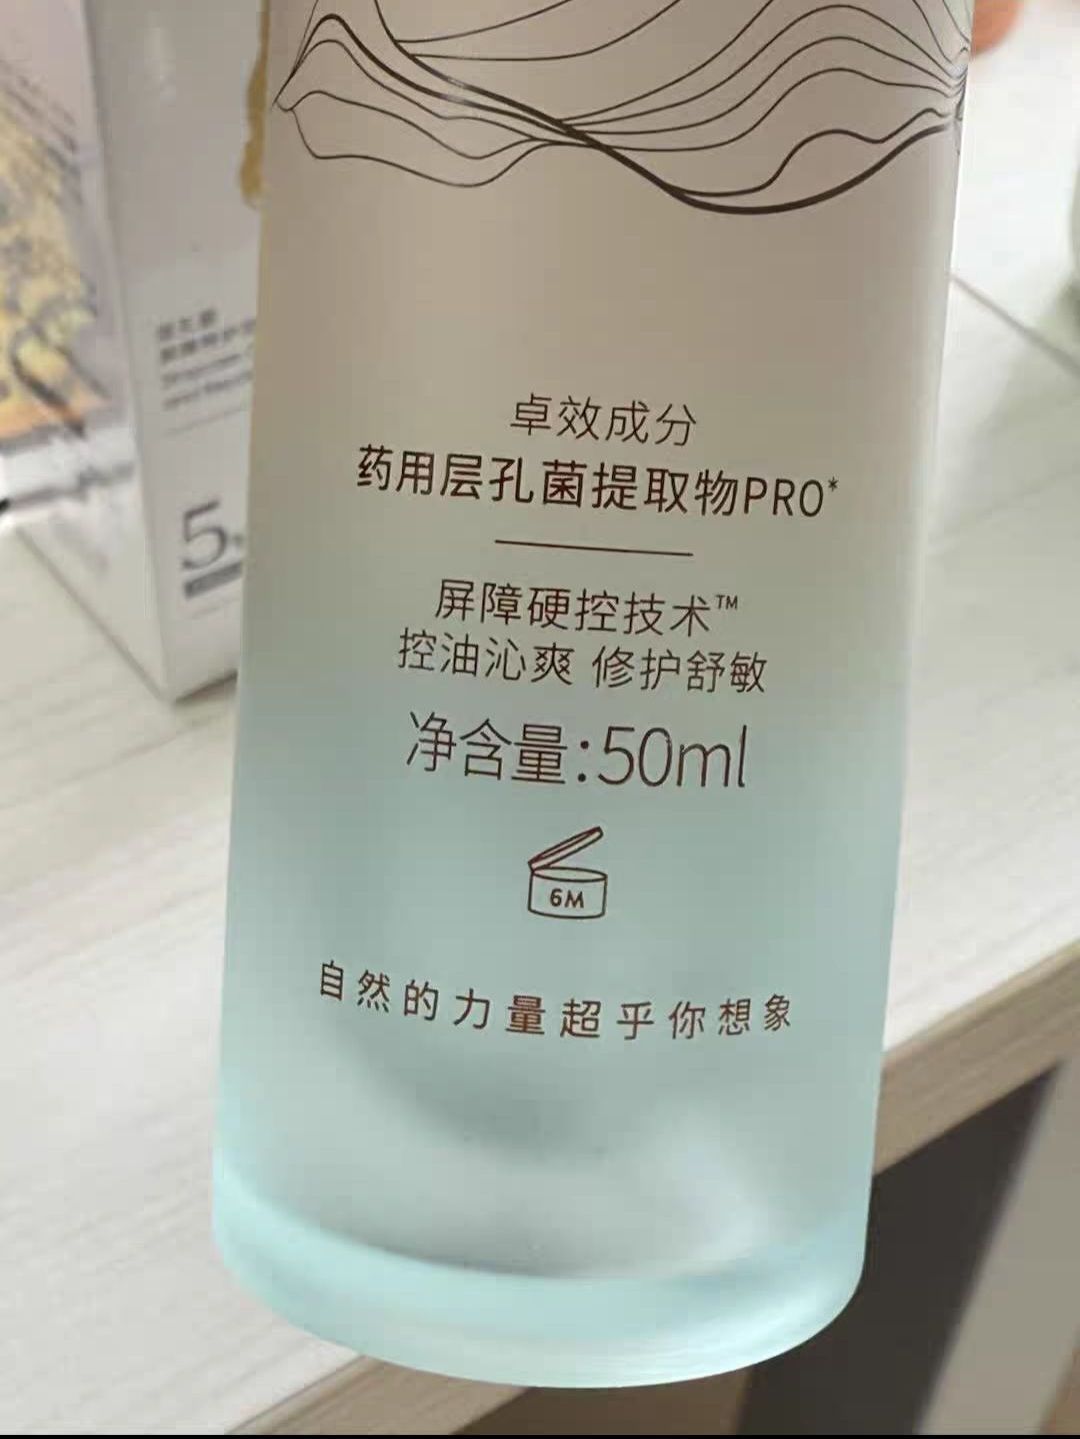 卓效成分
药用层孔菌提取物PRO*
屏障硬控技术™
控油沁爽 修护舒敏
净含量:50ml
6M
自然的力量超乎你想象
5